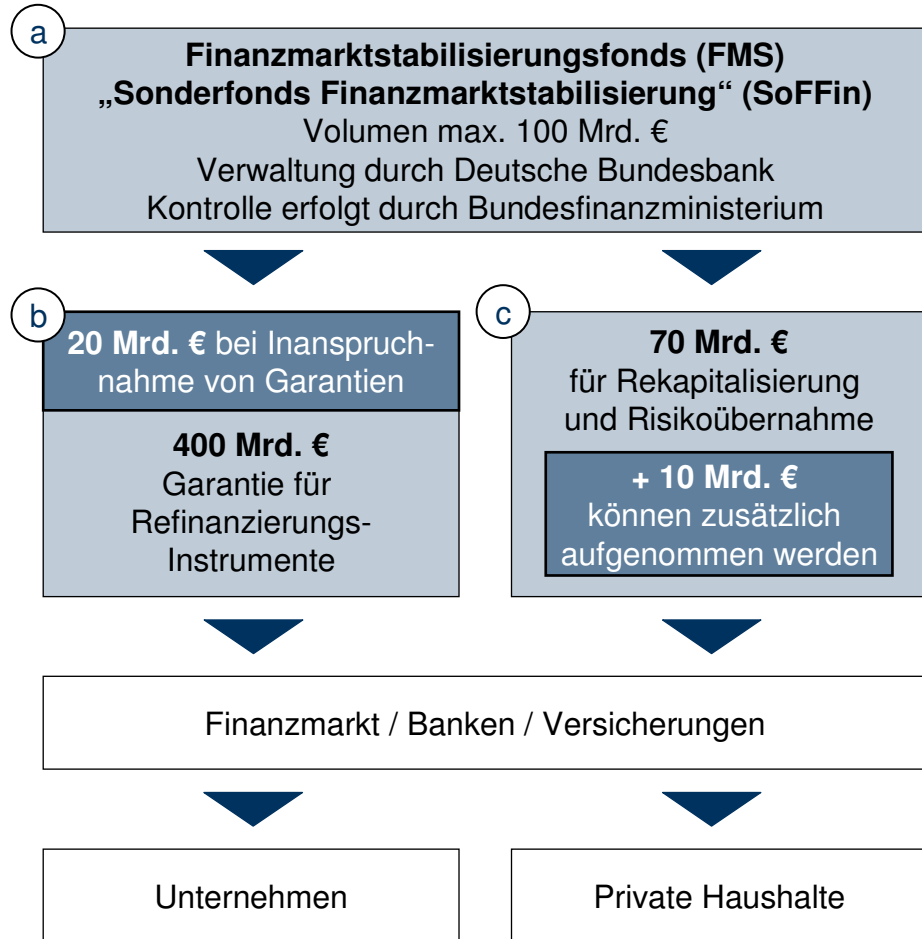 a
Finanzmarktstabilisierungsfonds (FMS)
„Sonderfonds Finanzmarktstabilisierung“ (SoFFin)
Volumen max. 100 Mrd. €
Verwaltung durch Deutsche Bundesbank
Kontrolle erfolgt durch Bundesfinanzministerium
b
20 Mrd. € bei Inanspruch-
nahme von Garantien
400 Mrd. €
Garantie für
Refinanzierungs-
Instrumente
c
70 Mrd. €
für Rekapitalisierung
und Risikoübernahme
+ 10 Mrd. €
können zusätzlich
aufgenommen werden
Finanzmarkt / Banken / Versicherungen
Unternehmen
Private Haushalte